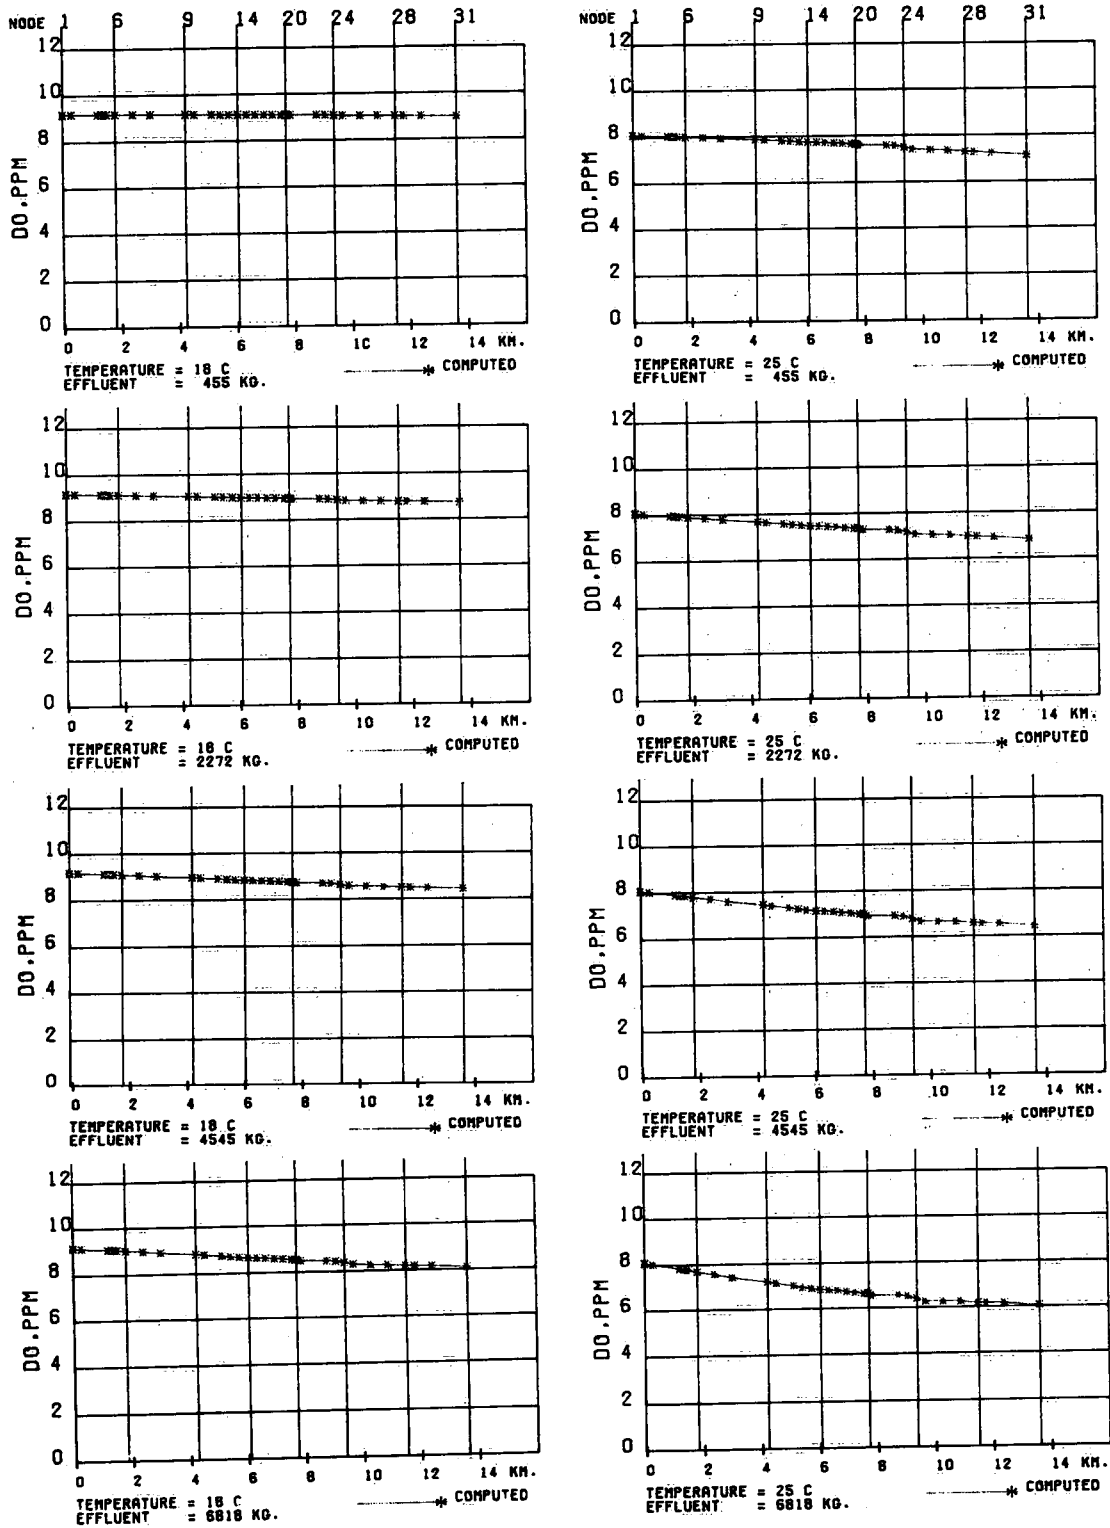 NODE 1 6 9 14 20 24 28 31
12
10
8
6
4
2
0
DO,PPM
0 2 4 6 8 10 12 14 KM.
TEMPERATURE = 18 C
EFFLUENT = 455 KG.
* COMPUTED
NODE 1 6 9 14 20 24 28 31
12
10
8
6
4
2
0
DO,PPM
0 2 4 6 8 10 12 14 KM.
TEMPERATURE = 25 C
EFFLUENT = 455 KG.
* COMPUTED
12
10
8
6
4
2
0
DO,PPM
0 2 4 6 8 10 12 14 KM.
TEMPERATURE = 18 C
EFFLUENT = 2272 KG.
* COMPUTED
12
10
8
6
4
2
0
DO,PPM
0 2 4 6 8 10 12 14 KM.
TEMPERATURE = 25 C
EFFLUENT = 2272 KG.
* COMPUTED
12
10
8
6
4
2
0
DO,PPM
0 2 4 6 8 10 12 14 KM.
TEMPERATURE = 18 C
EFFLUENT = 4545 KG.
* COMPUTED
12
10
8
6
4
2
0
DO,PPM
0 2 4 6 8 10 12 14 KM.
TEMPERATURE = 25 C
EFFLUENT = 4545 KG.
* COMPUTED
12
10
8
6
4
2
0
DO,PPM
0 2 4 6 8 10 12 14 KM.
TEMPERATURE = 18 C
EFFLUENT = 6818 KG.
* COMPUTED
12
10
8
6
4
2
0
DO,PPM
0 2 4 6 8 10 12 14 KM.
TEMPERATURE = 25 C
EFFLUENT = 6818 KG.
* COMPUTED